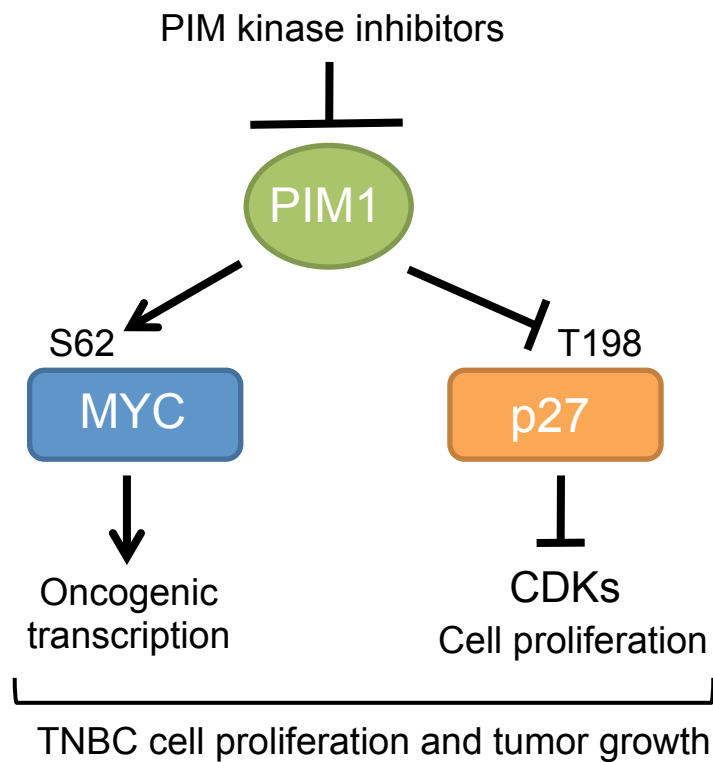 PIM kinase inhibitors
PIM1
S62
T198
MYC
p27
Oncogenic
transcription
CDKs
Cell proliferation
TNBC cell proliferation and tumor growth